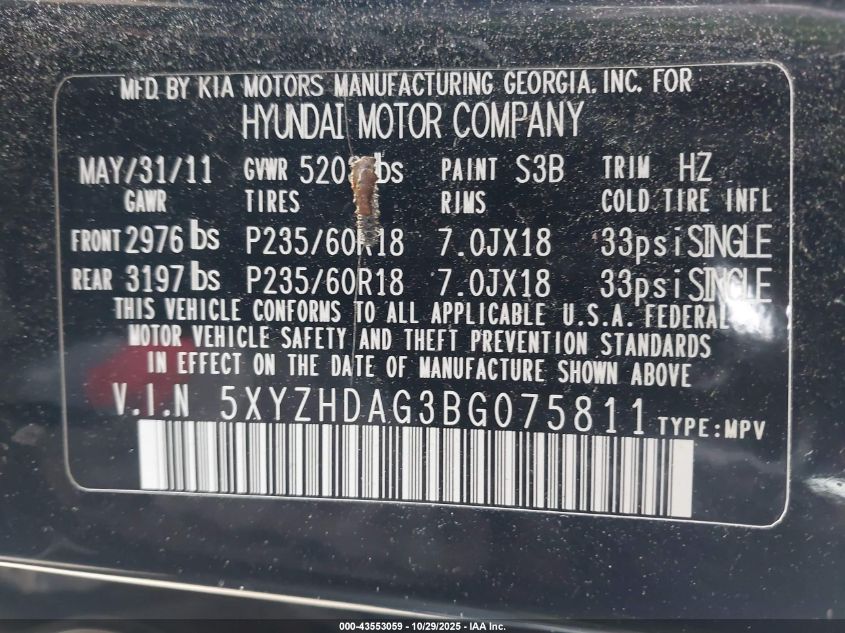 MFD. BY KIA MOTORS MANUFACTURING GEORGIA. INC. FOR
HYUNDAI MOTOR COMPANY
MAY/31/11 GVWR PAINT S3B TRIM HZ
GAWR TIRES RIMS COLD TIRE INFL
FRONT 2976 lbs P235/60R18 7.0JX18 33psi SINGLE
REAR 3197 lbs P235/60R18 7.0JX18 33psi SINGLE
THIS VEHICLE CONFORMS TO ALL APPLICABLE U.S.A. FEDERAL
MOTOR VEHICLE SAFETY AND THEFT PREVENTION STANDARDS
IN EFFECT ON THE DATE OF MANUFACTURE SHOWN ABOVE
V.I.N 5XYZHDAG3BG075811 TYPE:MPV
000-43553059 - 10/29/2025 - IAA Inc.